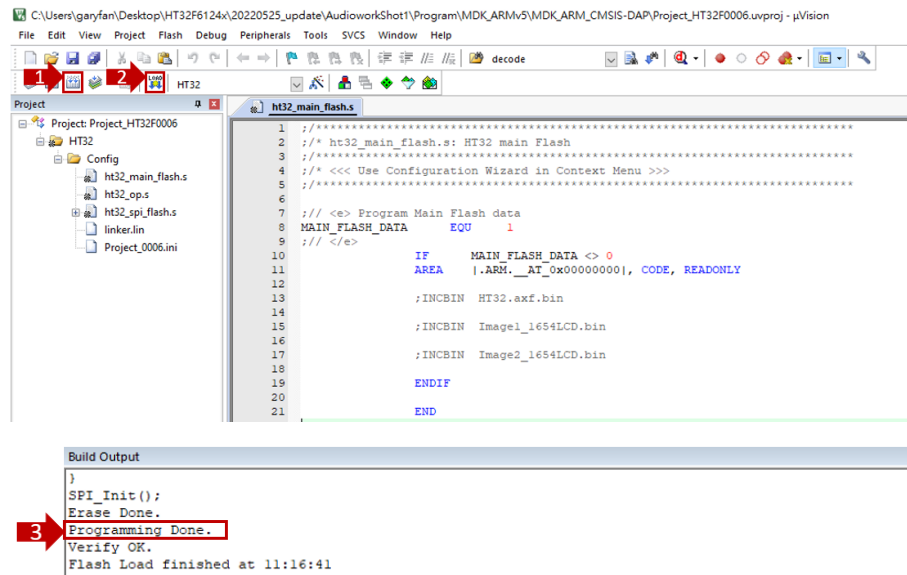 C:\Users\garyfan\Desktop\HT32F6124x\20220525_update\AudioworkShot1\Program\MDK_ARMv5\MDK_ARM_CMSIS-DAP\Project_HT32F0006.uvproj - µVision
File Edit View Project Flash Debug Peripherals Tools SVCS Window Help
decode
1 2 LOAD HT32
Project
Project: Project_HT32F0006
HT32
Config
ht32_main_flash.s
ht32_op.s
ht32_spi_flash.s
linker.lin
Project_0006.ini
ht32_main_flash.s
1 ;/*****************************************************************************
2 ;/* ht32_main_flash.s: HT32 main Flash
3 ;/*****************************************************************************
4 ;/* <<< Use Configuration Wizard in Context Menu >>>
5 ;/*****************************************************************************
6
7 ;// <e> Program Main Flash data
8 MAIN_FLASH_DATA EQU 1
9 ;// </e>
10 IF MAIN_FLASH_DATA <> 0
11 AREA |.ARM.__AT_0x00000000|, CODE, READONLY
12
13 ;INCBIN HT32.axf.bin
14
15 ;INCBIN Image1_1654LCD.bin
16
17 ;INCBIN Image2_1654LCD.bin
18
19 ENDIF
20
21 END
Build Output
}
SPI_Init();
Erase Done.
3 Programming Done.
Verify OK.
Flash Load finished at 11:16:41